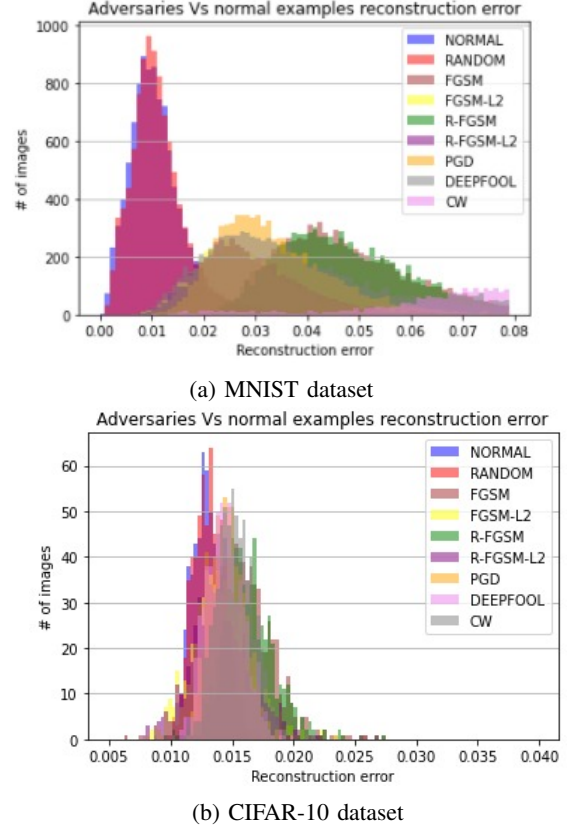 Adversaries Vs normal examples reconstruction error
1000
800
600
400
200
0
# of images
NORMAL
RANDOM
FGSM
FGSM-L2
R-FGSM
R-FGSM-L2
PGD
DEEPFOOL
CW
0.00 0.01 0.02 0.03 0.04 0.05 0.06 0.07 0.08
Reconstruction error
(a) MNIST dataset
Adversaries Vs normal examples reconstruction error
60
50
40
30
20
10
0
# of images
NORMAL
RANDOM
FGSM
FGSM-L2
R-FGSM
R-FGSM-L2
PGD
DEEPFOOL
CW
0.005 0.010 0.015 0.020 0.025 0.030 0.035 0.040
Reconstruction error
(b) CIFAR-10 dataset